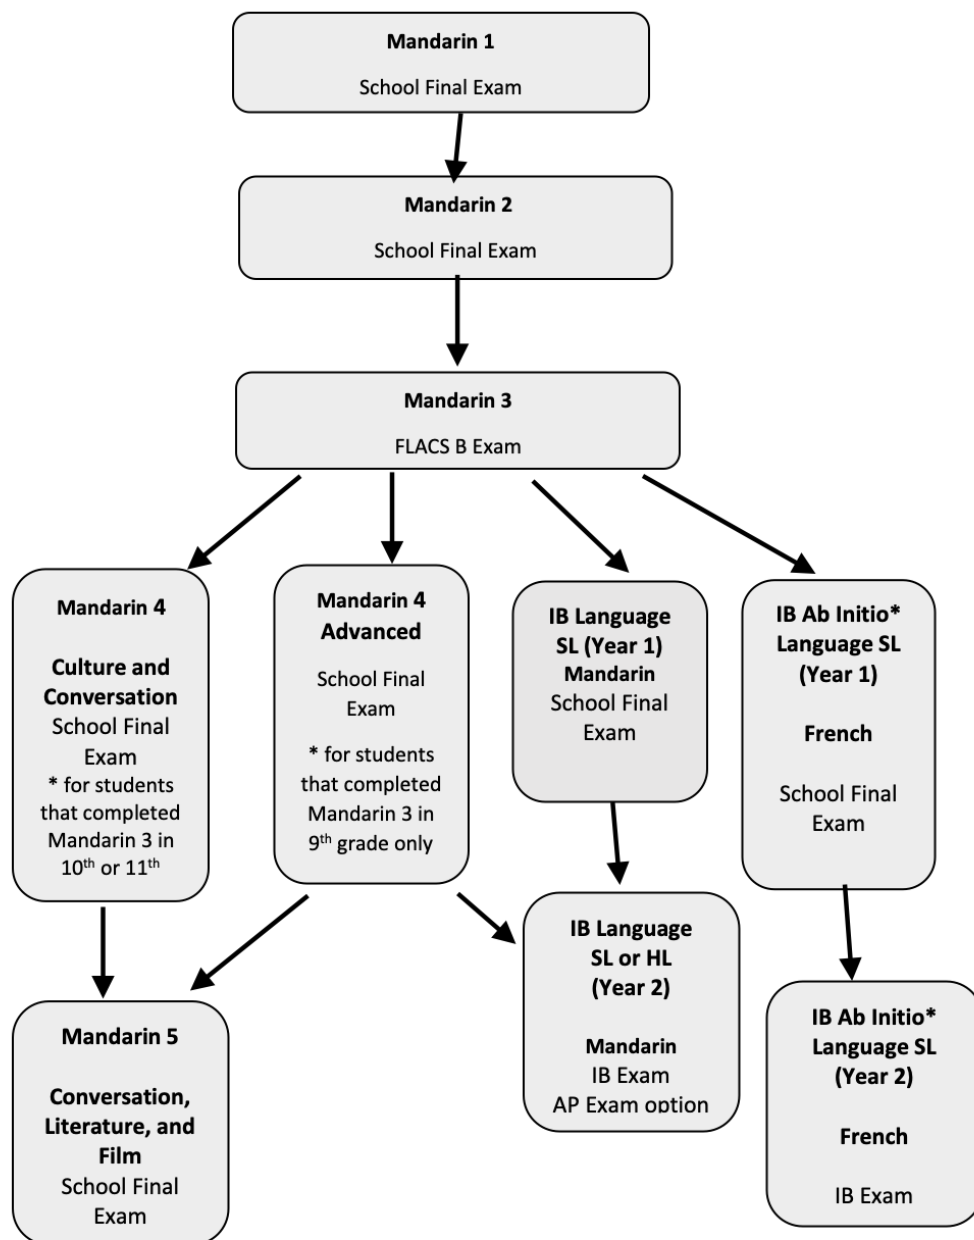 Mandarin 1
School Final Exam
Mandarin 2
School Final Exam
Mandarin 3
FLACS B Exam
Mandarin 4
Culture and
Conversation
School Final
Exam
* for students
that completed
Mandarin 3 in
10th or 11th
Mandarin 4
Advanced
School Final
Exam
* for students
that completed
Mandarin 3 in
9th grade only
IB Language
SL (Year 1)
Mandarin
School Final
Exam
IB Ab Initio*
Language SL
(Year 1)
French
School Final
Exam
Mandarin 5
Conversation,
Literature, and
Film
School Final
Exam
IB Language
SL or HL
(Year 2)
Mandarin
IB Exam
AP Exam option
IB Ab Initio*
Language SL
(Year 2)
French
IB Exam